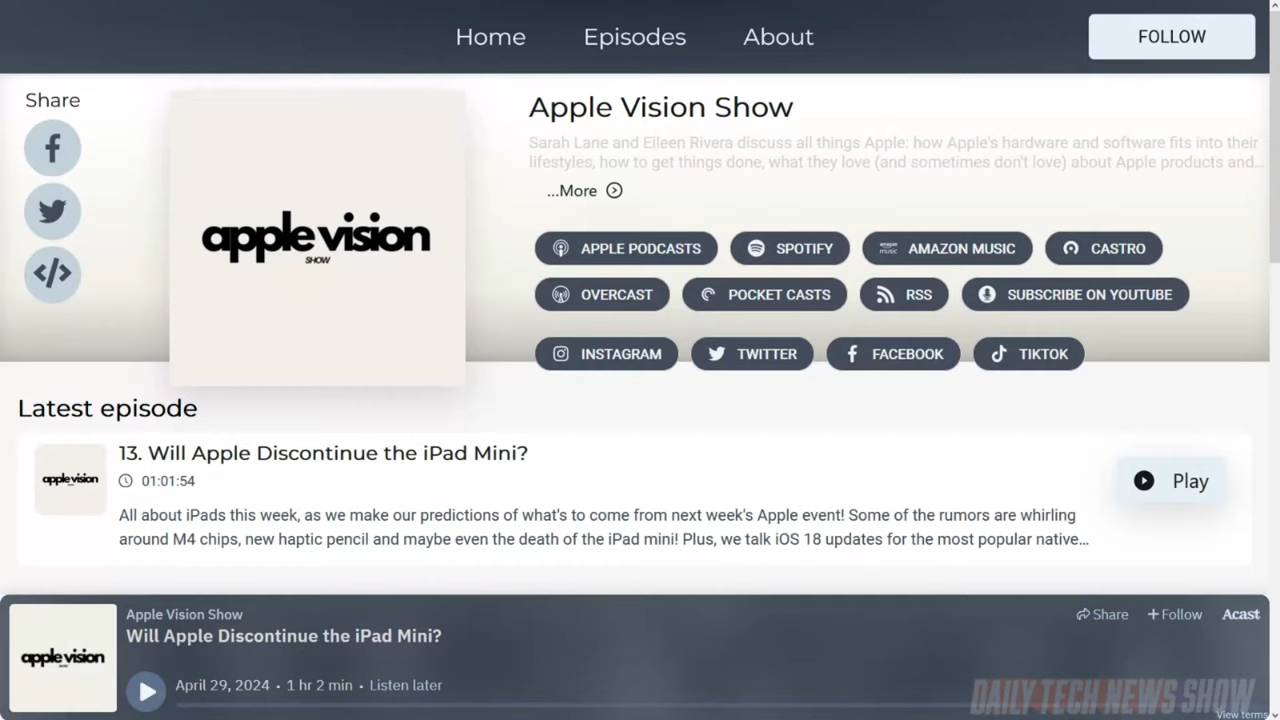 Home Episodes About FOLLOW
Share
apple vision
SHOW
Apple Vision Show
Sarah Lane and Eileen Rivera discuss all things Apple: how Apple's hardware and software fits into their
lifestyles, how to get things done, what they love (and sometimes don't love) about Apple products and...
...More
APPLE PODCASTS SPOTIFY amazon music AMAZON MUSIC CASTRO
OVERCAST POCKET CASTS RSS SUBSCRIBE ON YOUTUBE
INSTAGRAM TWITTER FACEBOOK TIKTOK
Latest episode
apple vision
13. Will Apple Discontinue the iPad Mini?
01:01:54
All about iPads this week, as we make our predictions of what's to come from next week's Apple event! Some of the rumors are whirling
around M4 chips, new haptic pencil and maybe even the death of the iPad mini! Plus, we talk iOS 18 updates for the most popular native...
Play
apple vision
Apple Vision Show
Will Apple Discontinue the iPad Mini?
April 29, 2024 • 1 hr 2 min • Listen later
Share +Follow Acast
DAILY TECH NEWS SHOW
View terms